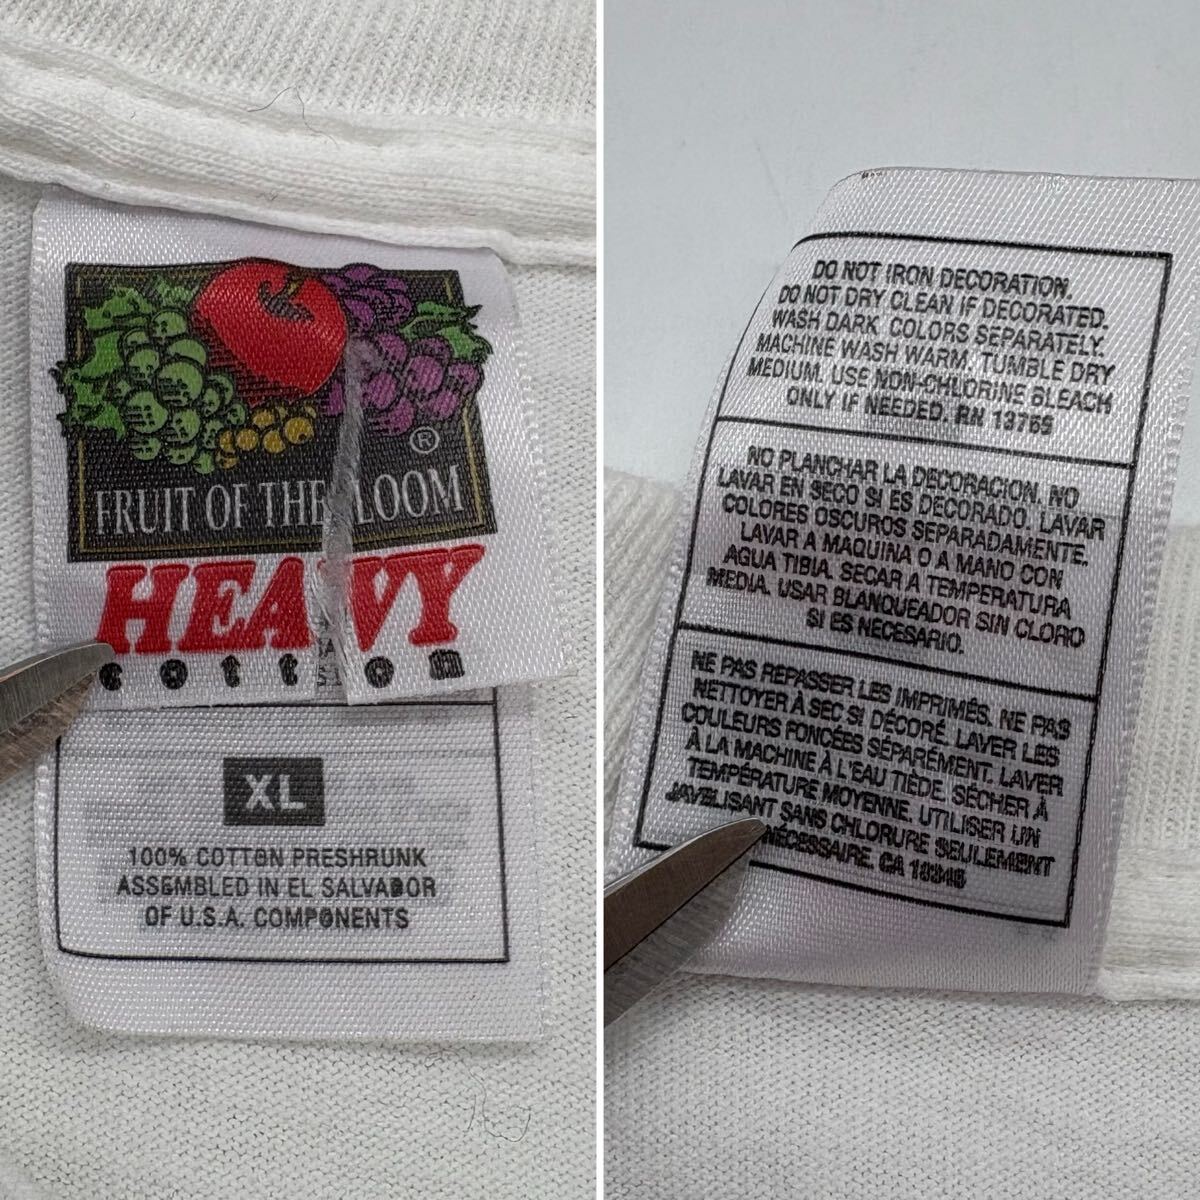 ®
FRUIT OF THE LOOM
HEAVY
cotton
XL
100% COTTON PRESHRUNK
ASSEMBLED IN EL SALVADOR
OF U.S.A. COMPONENTS
DO NOT IRON DECORATION.
DO NOT DRY CLEAN IF DECORATED.
WASH DARK COLORS SEPARATELY.
MACHINE WASH WARM. TUMBLE DRY
MEDIUM. USE NON-CHLORINE BLEACH
ONLY IF NEEDED. RN 13765
NO PLANCHAR LA DECORACION. NO
LAVAR EN SECO SI ES DECORADO. LAVAR
COLORES OSCUROS SEPARADAMENTE.
LAVAR A MAQUINA O A MANO CON
AGUA TIBIA. SECAR A TEMPERATURA
MEDIA. USAR BLANQUEADOR SIN CLORO
SI ES NECESARIO.
NE PAS REPASSER LES IMPRIMÉS. NE PAS
NETTOYER À SEC SI DÉCORÉ. LAVER LES
COULEURS FONCÉES SÉPARÉMENT. LAVER
À LA MACHINE À L'EAU TIÈDE. SÉCHER À
TEMPÉRATURE MOYENNE. UTILISER UN
JAVELISANT SANS CHLORURE SEULEMENT
NÉCESSAIRE. CA 19346